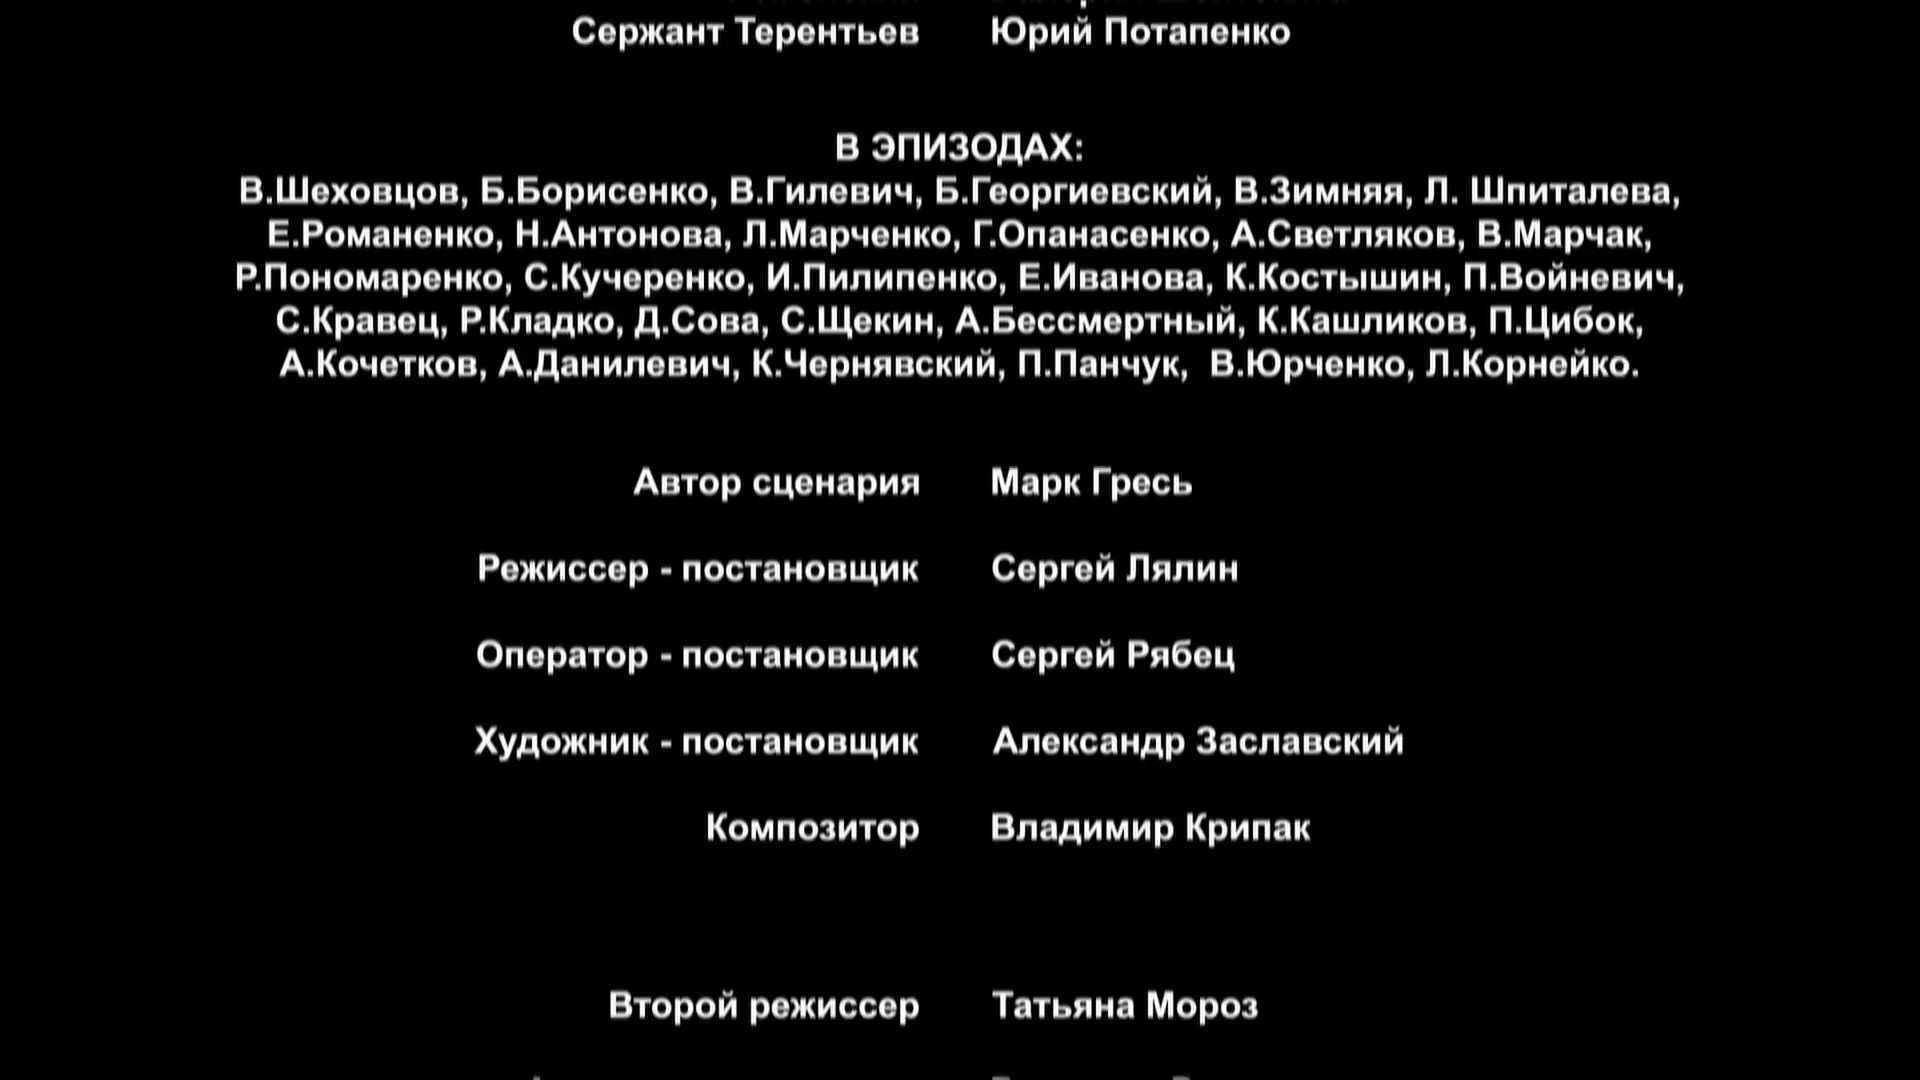 Сержант Терентьев Юрий Потапенко
В ЭПИЗОДАХ:
В.Шеховцов, Б.Борисенко, В.Гилевич, Б.Георгиевский, В.Зимняя, Л. Шпиталева,
Е.Романенко, Н.Антонова, Л.Марченко, Г.Опанасенко, А.Светляков, В.Марчак,
Р.Пономаренко, С.Кучеренко, И.Пилипенко, Е.Иванова, К.Костышин, П.Войневич,
С.Кравец, Р.Кладко, Д.Сова, С.Щекин, А.Бессмертный, К.Кашликов, П.Цибок,
А.Кочетков, А.Данилевич, К.Чернявский, П.Панчук, В.Юрченко, Л.Корнейко.
Автор сценария Марк Гресь
Режиссер - постановщик Сергей Лялин
Оператор - постановщик Сергей Рябец
Художник - постановщик Александр Заславский
Композитор Владимир Крипак
Второй режиссер Татьяна Мороз